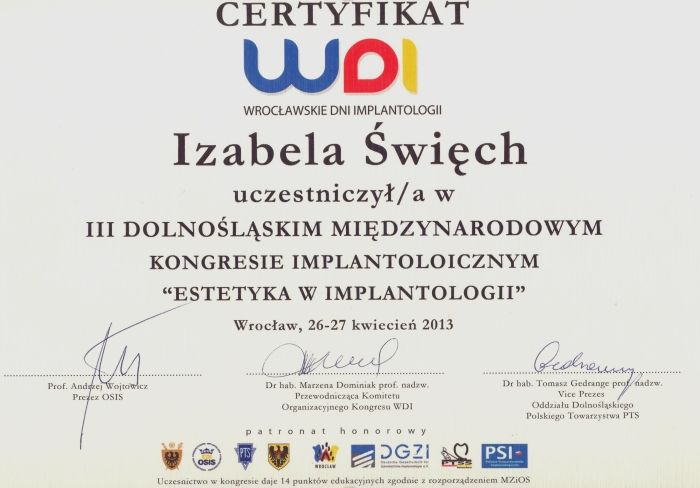 CERTYFIKAT
WDI
WROCŁAWSKIE DNI IMPLANTOLOGII
Izabela Święch
uczestniczył/a w
III DOLNOŚLĄSKIM MIĘDZYNARODOWYM
KONGRESIE IMPLANTOLOICZNYM
“ESTETYKA W IMPLANTOLOGII”
Wrocław, 26-27 kwiecień 2013
Prof. Andrzej Wojtowicz
Prezez OSIS
Dr hab. Marzena Dominiak prof. nadzw.
Przewodnicząca Komitetu
Organizacyjnego Kongresu WDI
Dr hab. Tomasz Gedrange prof. nadzw.
Vice Prezes
Oddziału Dolnośląskiego
Polskiego Towarzystwa PTS
patronat honorowy
OSIS
PTS
WROCŁAW
DGZI
PTSS
PSI
Uczestnictwo w kongresie daje 14 punktów edukacyjnych zgodnie z rozporządzeniem MZiOS